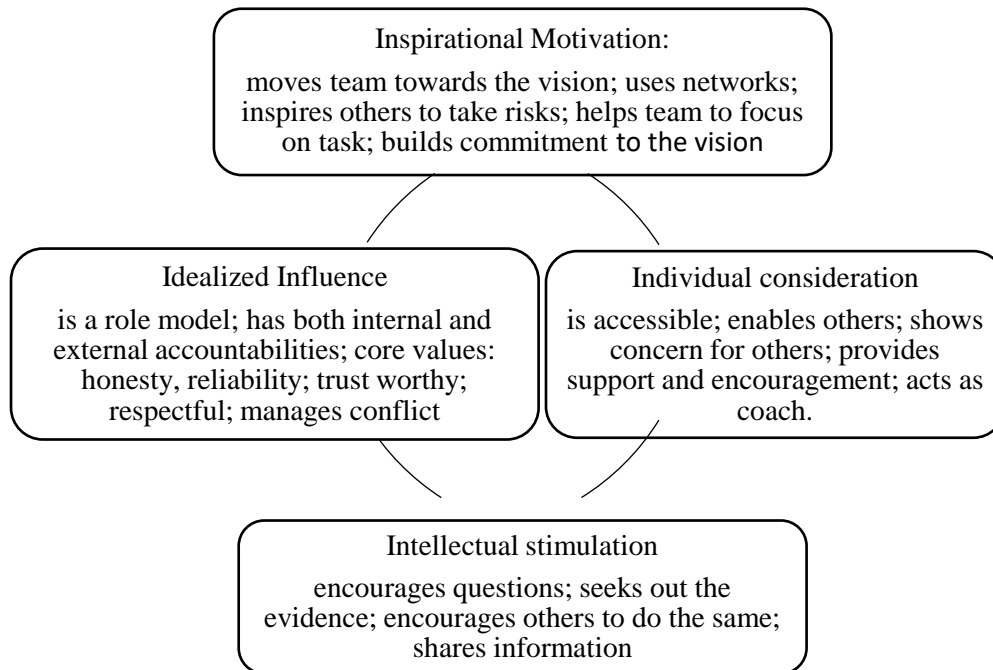 Inspirational Motivation:
moves team towards the vision; uses networks;
inspires others to take risks; helps team to focus
on task; builds commitment to the vision
Idealized Influence
is a role model; has both internal and
external accountabilities; core values:
honesty, reliability; trust worthy;
respectful; manages conflict
Individual consideration
is accessible; enables others; shows
concern for others; provides
support and encouragement; acts as
coach.
Intellectual stimulation
encourages questions; seeks out the
evidence; encourages others to do the same;
shares information